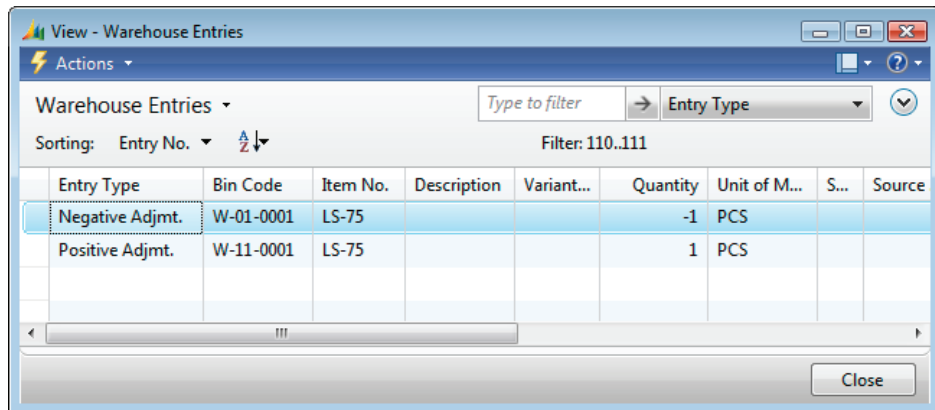 View - Warehouse Entries
Actions
Warehouse Entries Type to filter Entry Type
Sorting: Entry No. A Z Filter: 110..111
Entry Type Bin Code Item No. Description Variant... Quantity Unit of M... S... Source
Negative Adjmt. W-01-0001 LS-75 -1 PCS
Positive Adjmt. W-11-0001 LS-75 1 PCS
Close